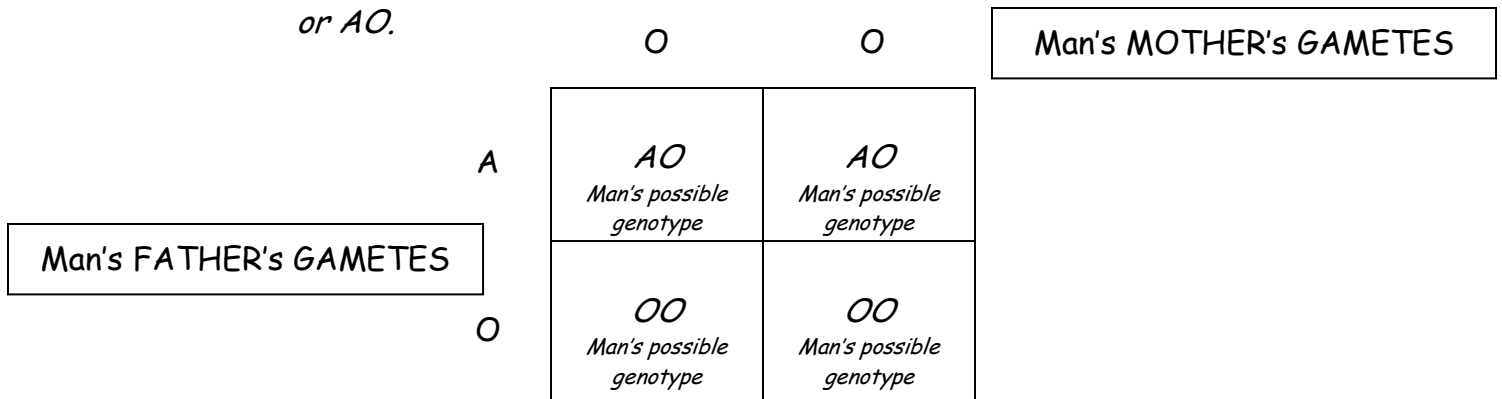 or AO.
O O
Man's MOTHER's GAMETES
A
AO AO
Man's possible Man's possible
genotype genotype
Man's FATHER's GAMETES
O
OO OO
Man's possible Man's possible
genotype genotype